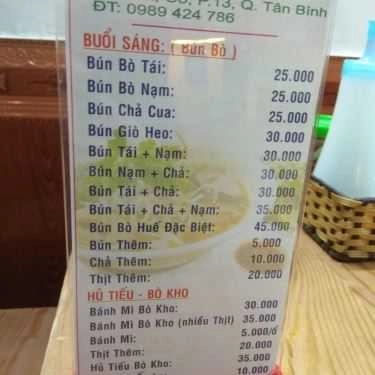 P.13, Q. Tân Bình
ĐT: 0989 424 786
BUỔI SÁNG: ( Bún Bò )
Bún Bò Tái: 25.000
Bún Bò Nạm: 25.000
Bún Chả Cua: 25.000
Bún Giò Heo: 30.000
Bún Tái + Nạm: 30.000
Bún Nạm + Chả: 30.000
Bún Tái + Chả: 30.000
Bún Tái + Chả + Nạm: 35.000
Bún Bò Huế Đặc Biệt: 45.000
Bún Thêm: 5.000
Chả Thêm: 10.000
Thịt Thêm: 20.000
HỦ TIẾU - BÒ KHO
Bánh Mì Bò Kho: 30.000
Bánh Mì Bò Kho (nhiều Thịt) 35.000
Bánh Mì: 5.000/ổ
Thịt Thêm: 20.000
Hủ Tiếu Bò Kho: 35.000
10.000